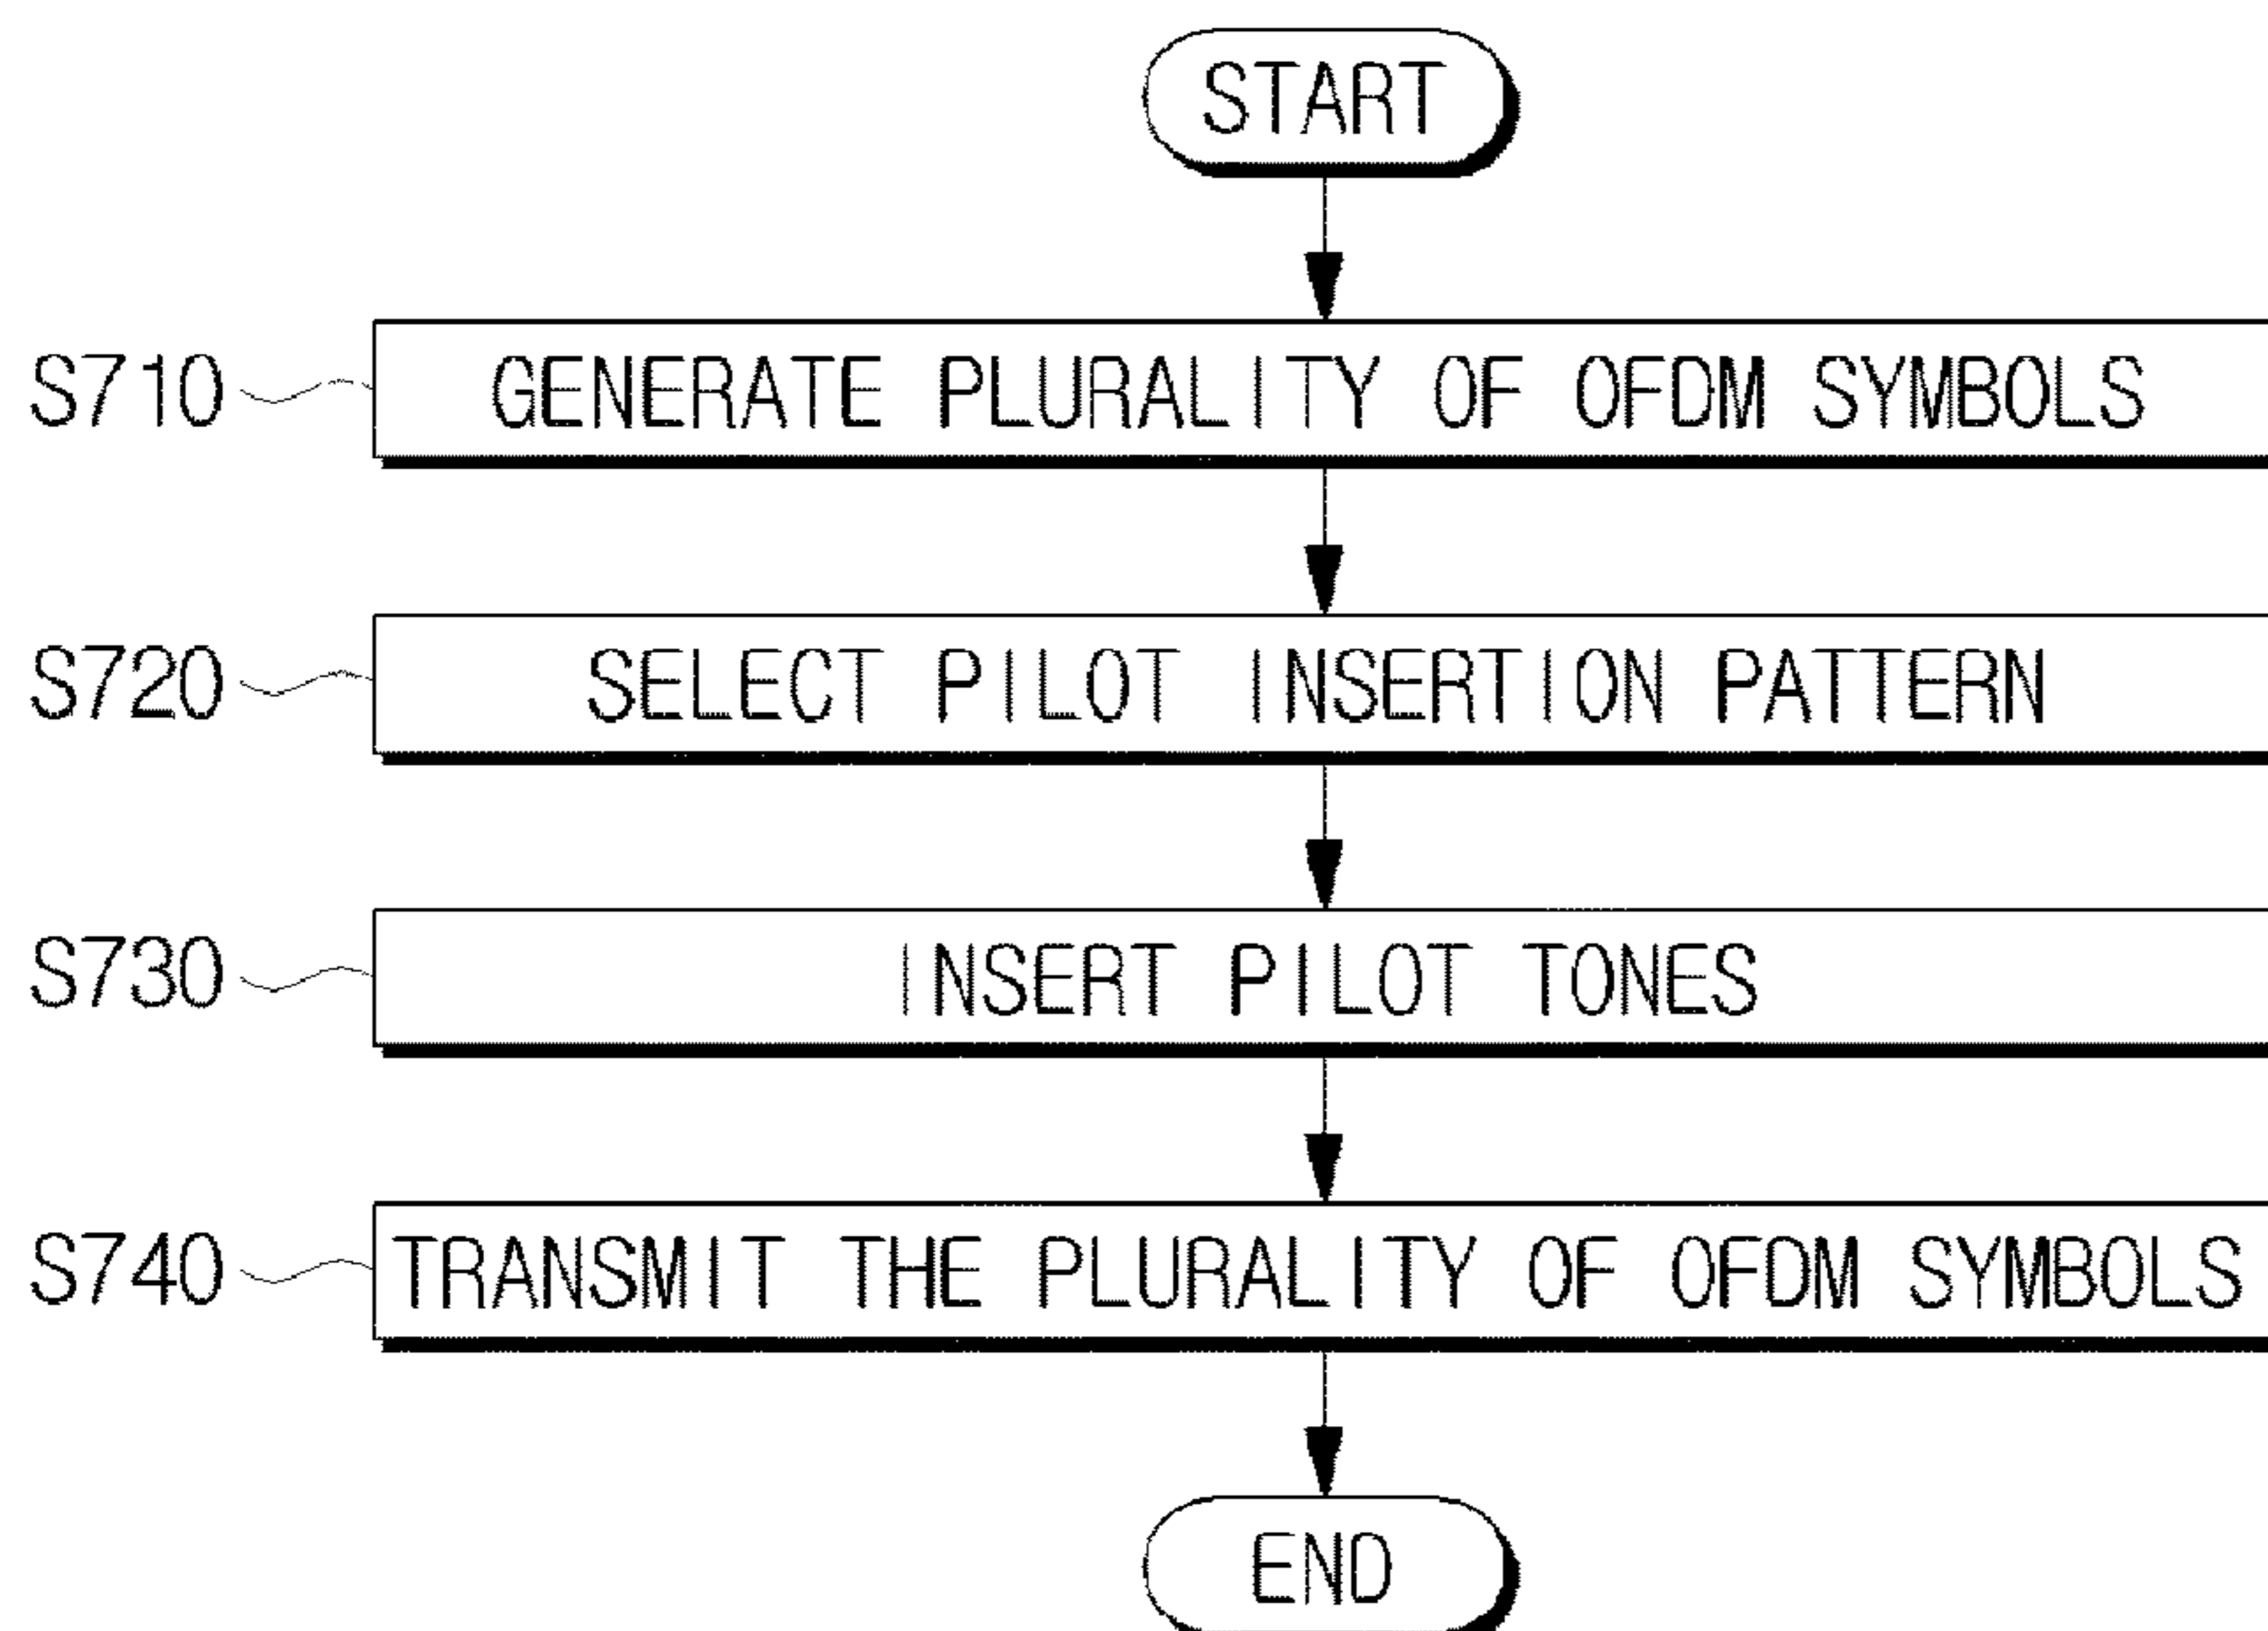 START
S710 GENERATE PLURALITY OF OFDM SYMBOLS
S720 SELECT PILOT INSERTION PATTERN
S730 INSERT PILOT TONES
S740 TRANSMIT THE PLURALITY OF OFDM SYMBOLS
END